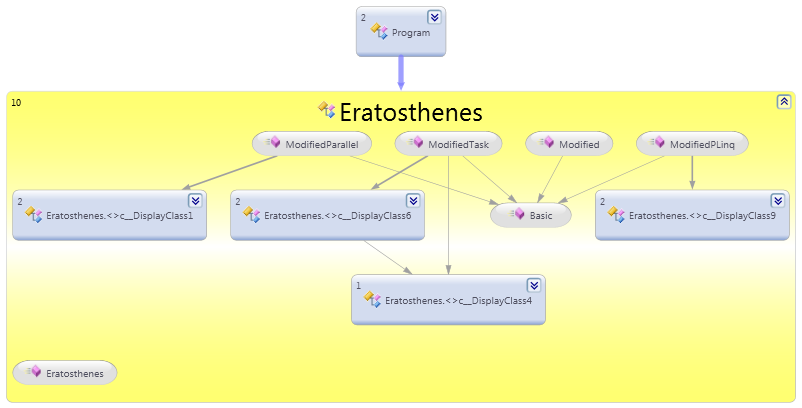 2
Program
10
Eratosthenes
ModifiedParallel
ModifiedTask
Modified
ModifiedPLinq
2
Eratosthenes.<>c__DisplayClass1
2
Eratosthenes.<>c__DisplayClass6
Basic
2
Eratosthenes.<>c__DisplayClass9
1
Eratosthenes.<>c__DisplayClass4
Eratosthenes